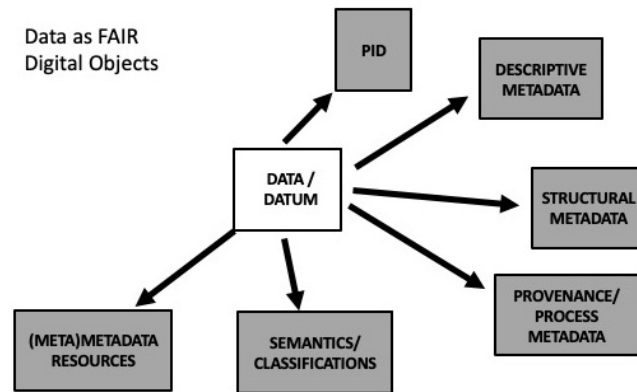 Data as FAIR
Digital Objects
PID
DESCRIPTIVE
METADATA
DATA /
DATUM
STRUCTURAL
METADATA
PROVENANCE/
PROCESS
METADATA
(META)METADATA
RESOURCES
SEMANTICS/
CLASSIFICATIONS